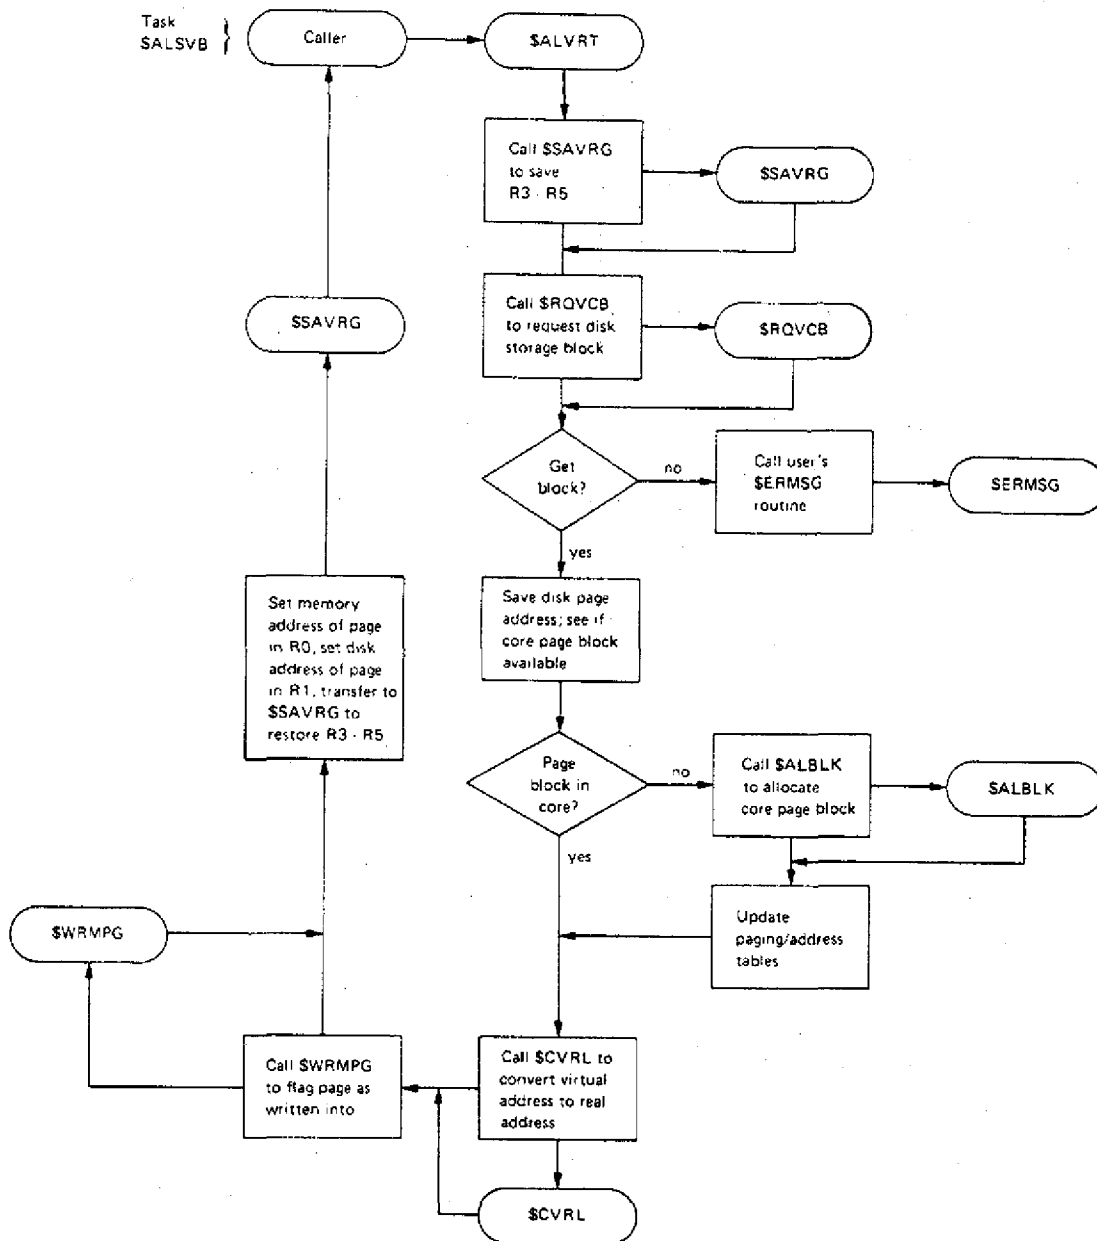 Task
$ALSVB
Caller
$ALVRT
Call $SAVRG
to save
R3 - R5
$SAVRG
Call $RQVCB
to request disk
storage block
$RQVCB
$SAVRG
Get
block?
no
Call user's
$ERMSG
routine
$ERMSG
yes
Set memory
address of page
in R0, set disk
address of page
in R1, transfer to
$SAVRG to
restore R3 - R5
Save disk page
address; see if
core page block
available
Page
block in
core?
no
Call $ALBLK
to allocate
core page block
$ALBLK
yes
Update
paging/address
tables
$WRMPG
Call $WRMPG
to flag page as
written into
Call $CVRL to
convert virtual
address to real
address
$CVRL